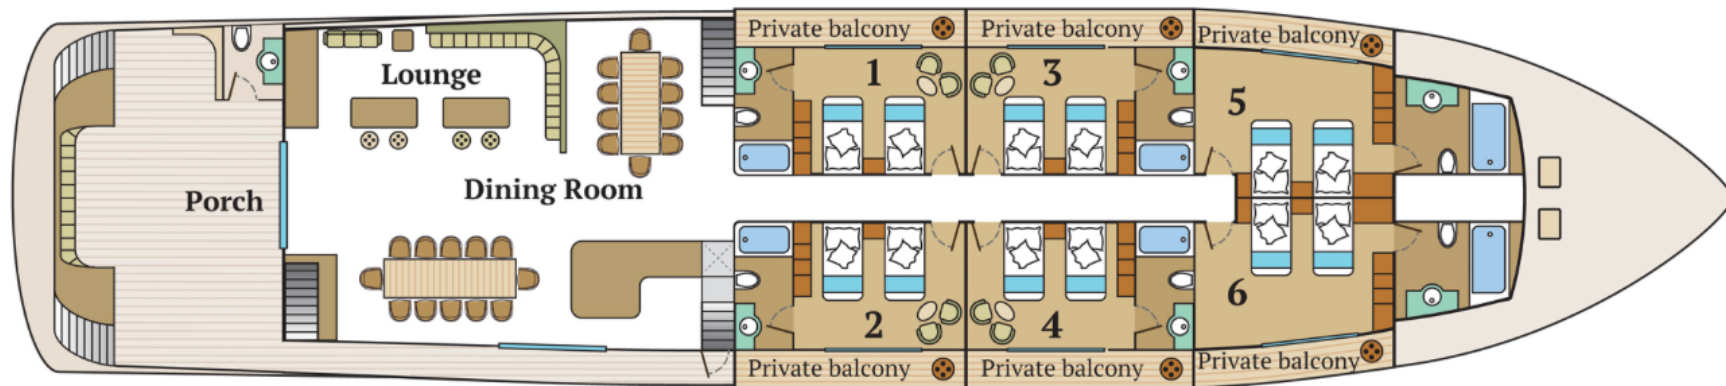 Private balcony
Private balcony
Private balcony
Lounge
1
3
5
Porch
Dining Room
2
4
6
Private balcony
Private balcony
Private balcony